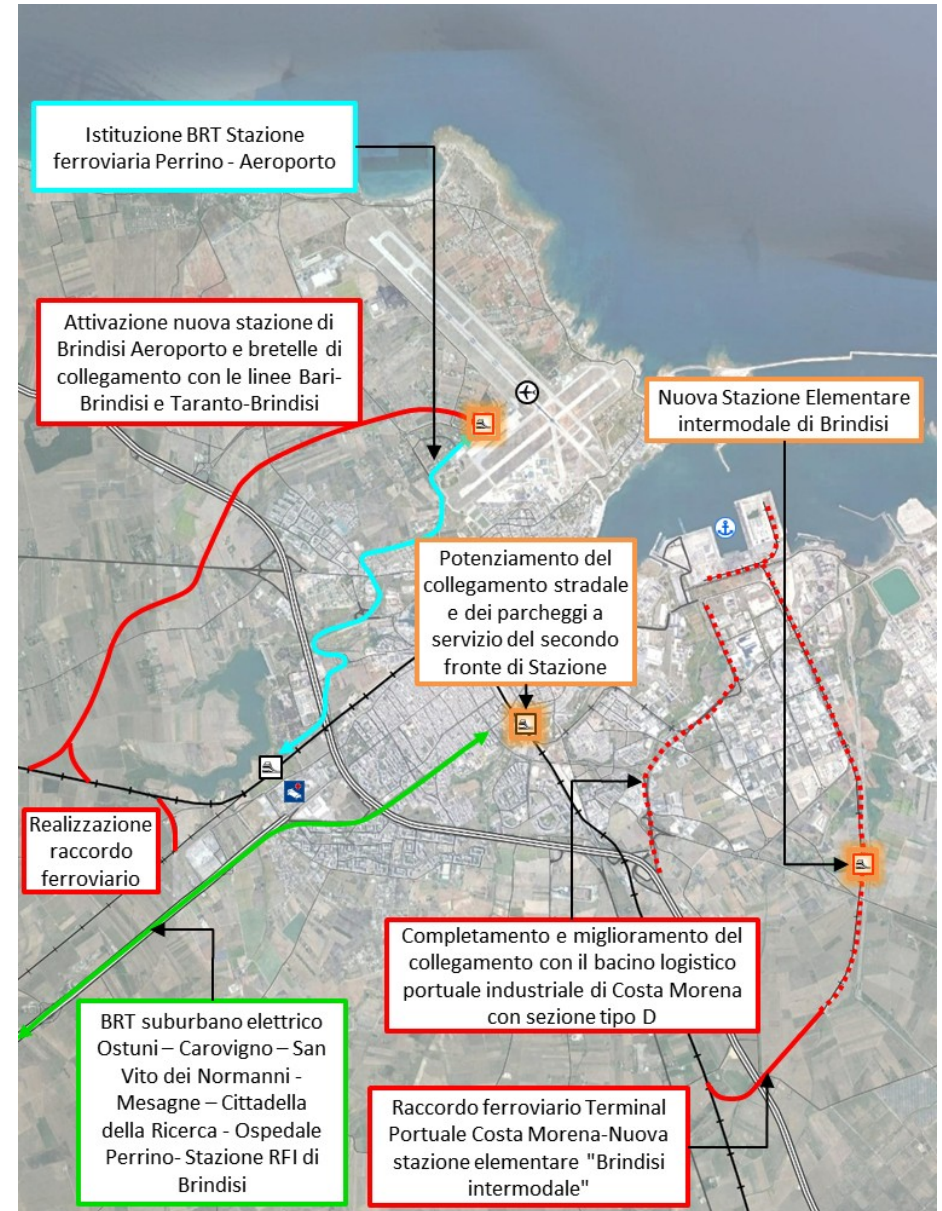 Istituzione BRT Stazione
ferroviaria Perrino - Aeroporto
Attivazione nuova stazione di
Brindisi Aeroporto e bretelle di
collegamento con le linee Bari-
Brindisi e Taranto-Brindisi
Nuova Stazione Elementare
intermodale di Brindisi
Potenziamento del
collegamento stradale
e dei parcheggi a
servizio del secondo
fronte di Stazione
Realizzazione
raccordo
ferroviario
Completamento e miglioramento del
collegamento con il bacino logistico
portuale industriale di Costa Morena
con sezione tipo D
BRT suburbano elettrico
Ostuni – Carovigno – San
Vito dei Normanni -
Mesagne – Cittadella
della Ricerca - Ospedale
Perrino- Stazione RFI di
Brindisi
Raccordo ferroviario Terminal
Portuale Costa Morena-Nuova
stazione elementare "Brindisi
intermodale"